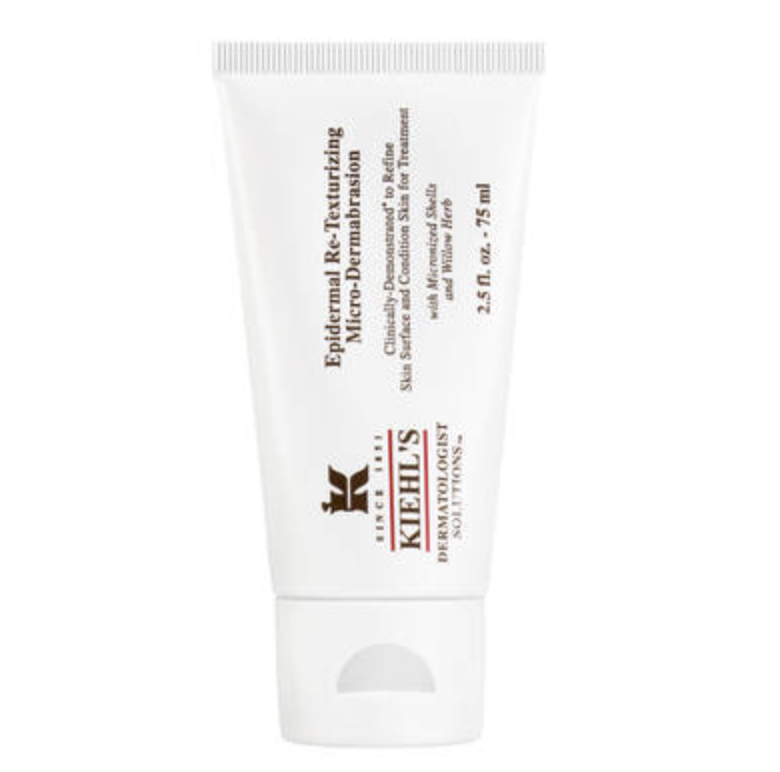 Epidermal Re-Texturizing
Micro-Dermabrasion
Clinically-Demonstrated* to Refine
Skin Surface and Condition Skin for Treatment
with Micronized Shells
and Willow Herb
2.5 fl. oz. - 75 ml
K
SINCE 1851
KIEHL'S
DERMATOLOGIST
SOLUTIONS™